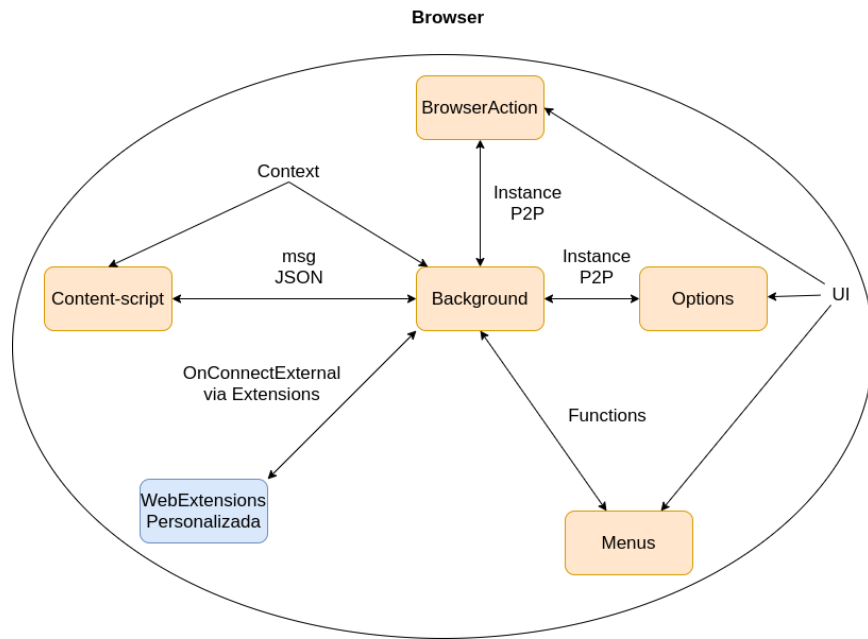 Browser
BrowserAction
Context
Instance
P2P
msg
JSON
Instance
P2P
Content-script
Background
Options
UI
OnConnectExternal
via Extensions
Functions
WebExtensions
Personalizada
Menus